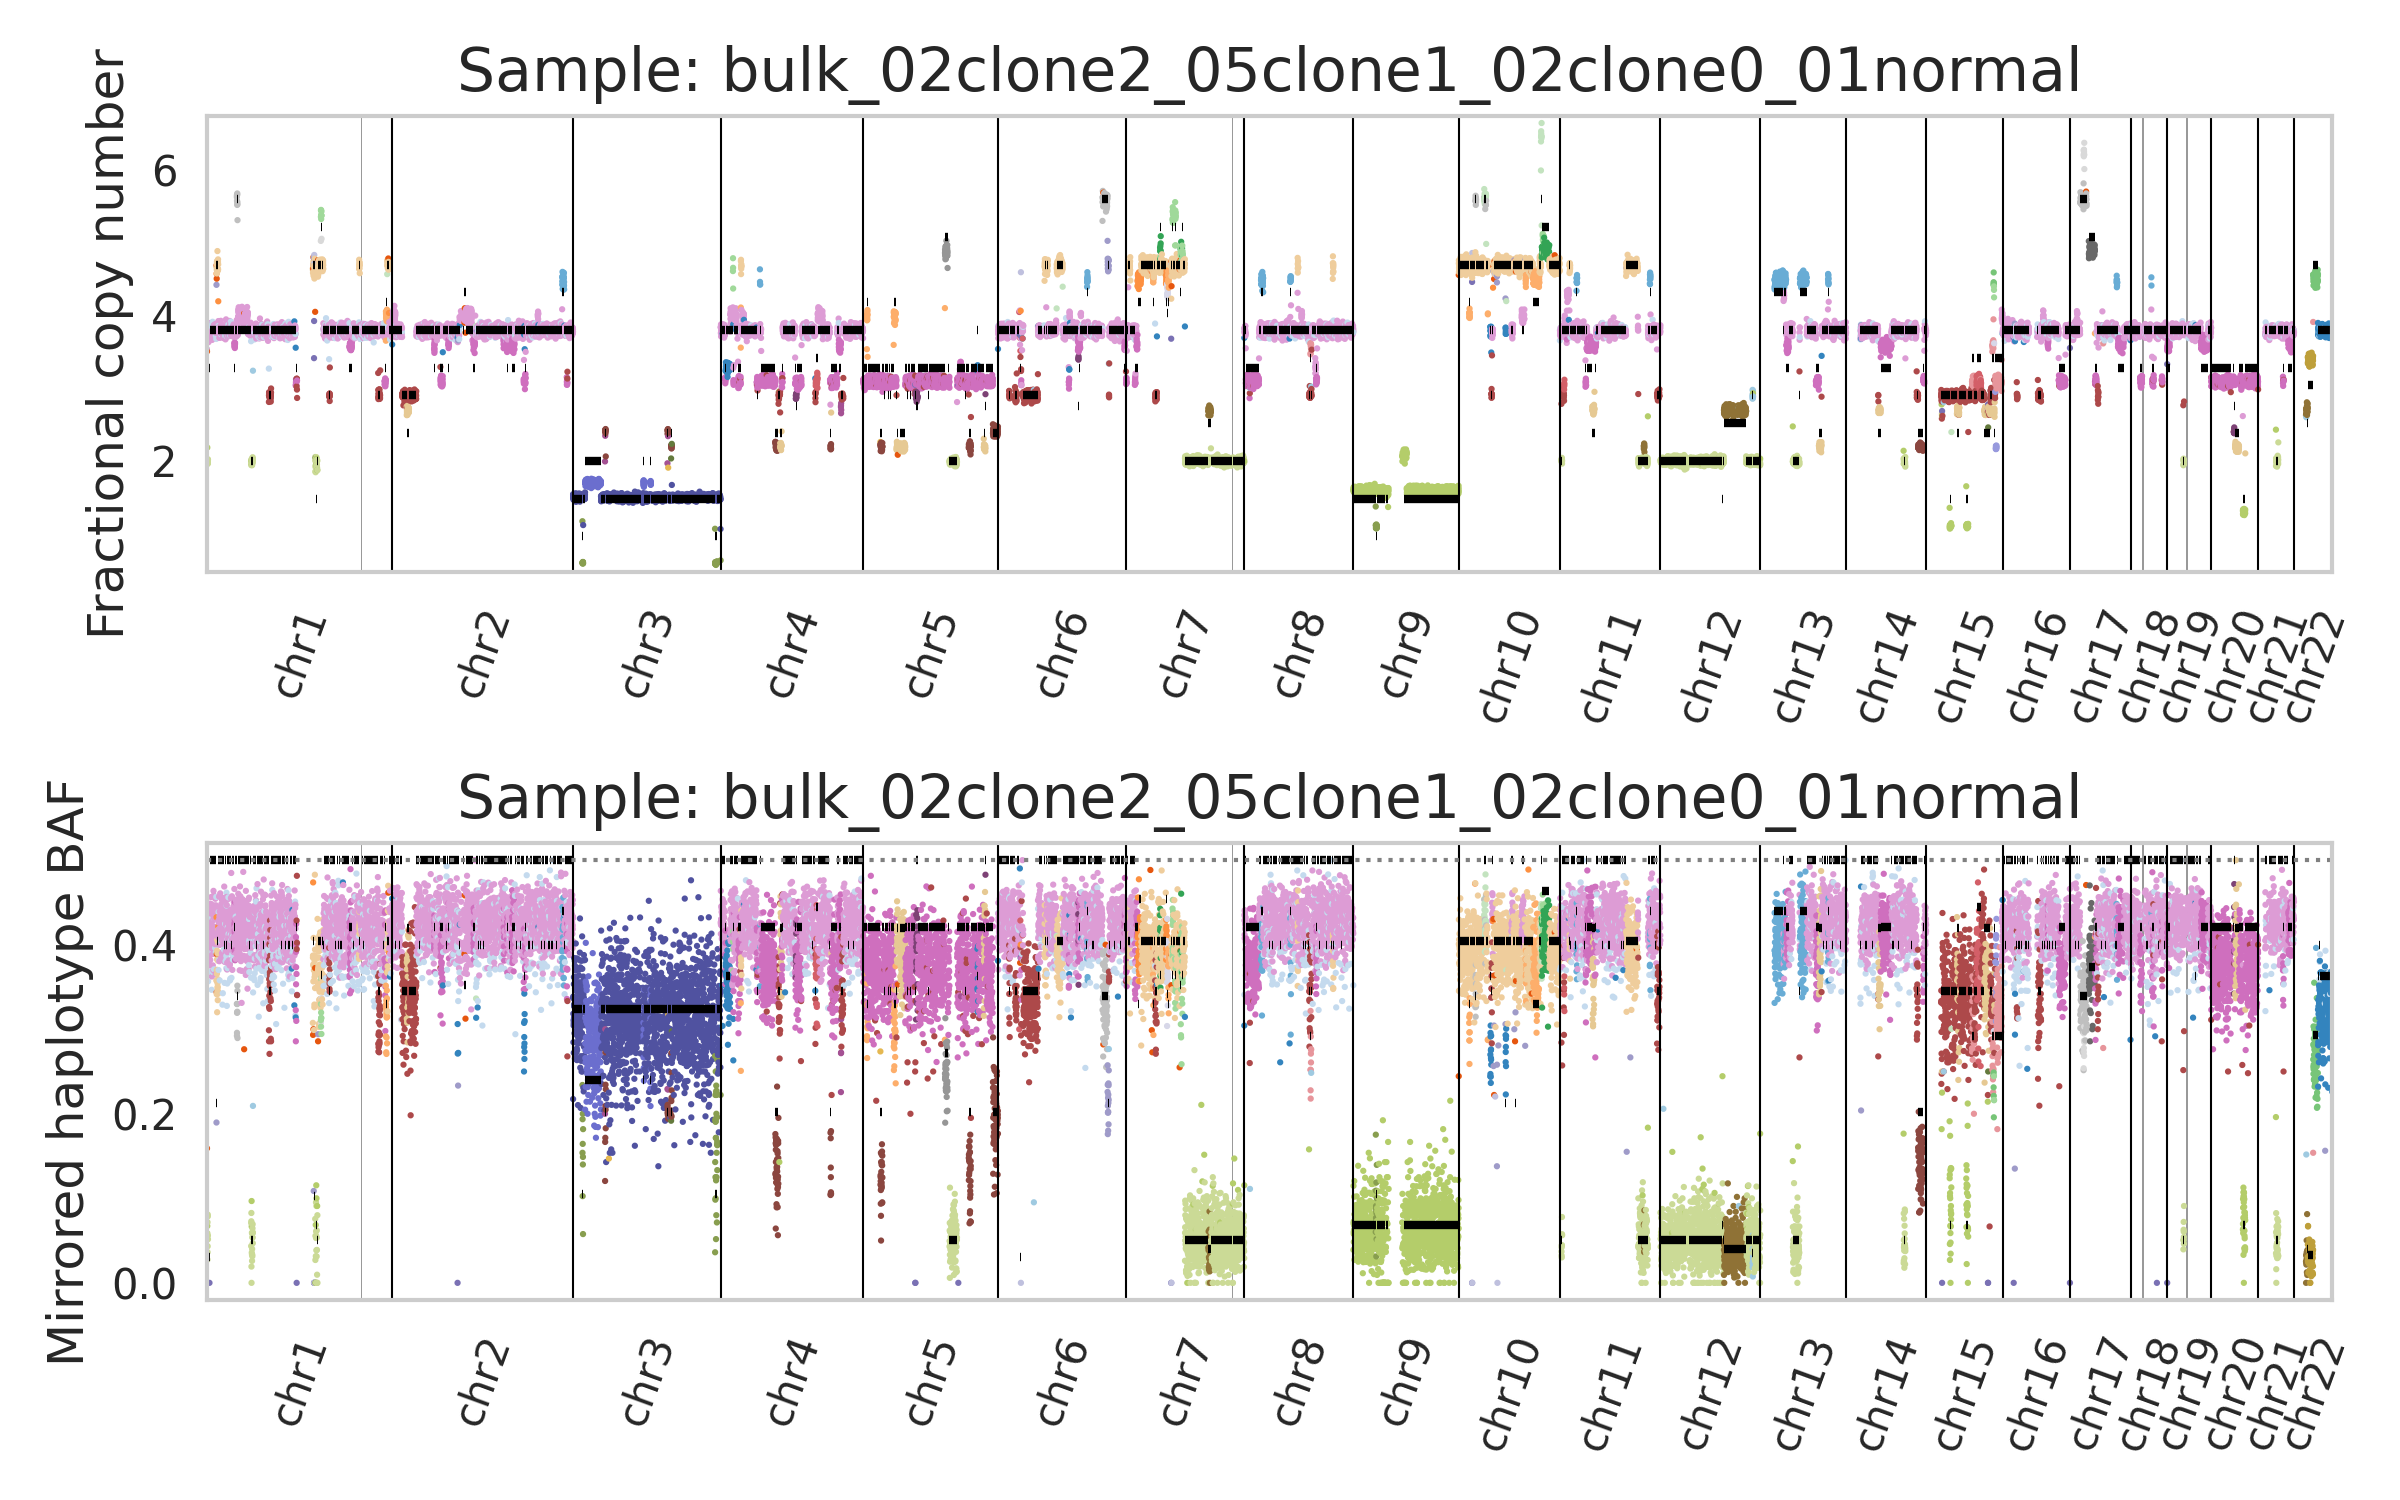 Sample: bulk_02clone2_05clone1_02clone0_01normal
Fractional copy number
6
4
2
chr1 chr2 chr3 chr4 chr5 chr6 chr7 chr8 chr9 chr10 chr11 chr12 chr13 chr14 chr15 chr16 chr17 chr18 chr19 chr20 chr21 chr22
Sample: bulk_02clone2_05clone1_02clone0_01normal
Mirrored haplotype BAF
0.4
0.2
0.0
chr1 chr2 chr3 chr4 chr5 chr6 chr7 chr8 chr9 chr10 chr11 chr12 chr13 chr14 chr15 chr16 chr17 chr18 chr19 chr20 chr21 chr22